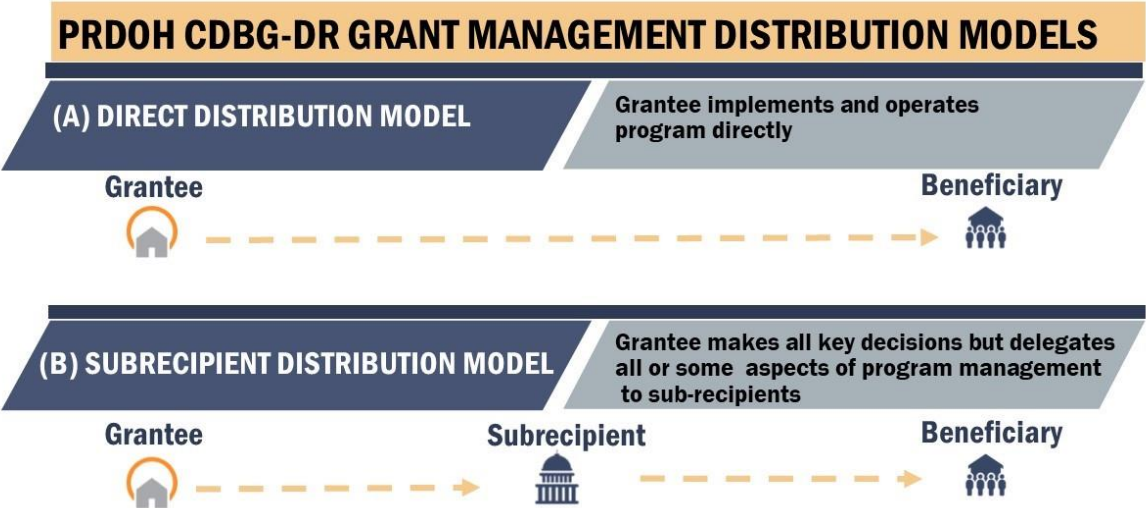 PRDOH CDBG-DR GRANT MANAGEMENT DISTRIBUTION MODELS
(A) DIRECT DISTRIBUTION MODEL
Grantee implements and operates
program directly
Grantee
Beneficiary
(B) SUBRECIPIENT DISTRIBUTION MODEL
Grantee makes all key decisions but delegates
all or some aspects of program management
to sub-recipients
Grantee
Subrecipient
Beneficiary